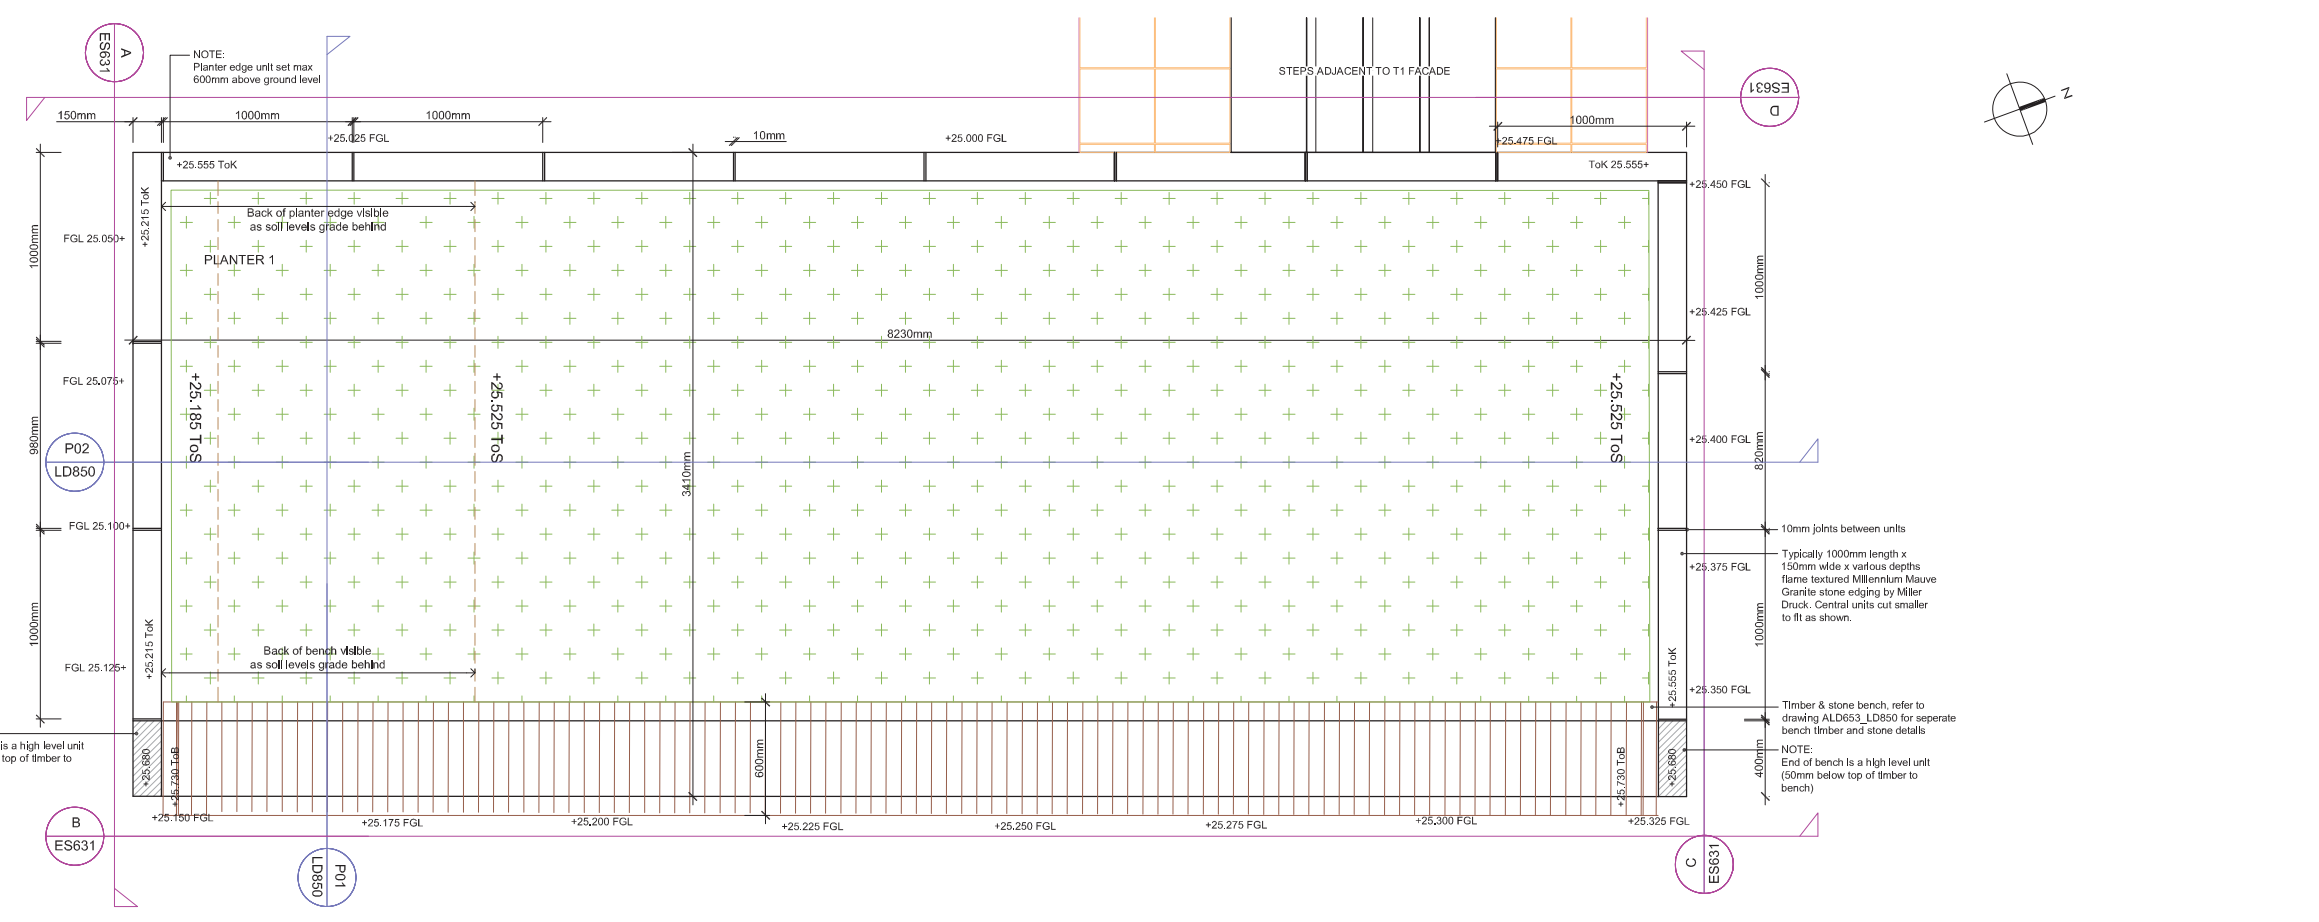 A
ES631
NOTE:
Planter edge unit set max
600mm above ground level
STEPS ADJACENT TO T1 FACADE
ES631
D
N
150mm
1000mm
1000mm
10mm
1000mm
+25.025 FGL
+25.000 FGL
+25.475 FGL
+25.555 ToK
ToK 25.555+
+25.215 ToK
+25.450 FGL
Back of planter edge visible
as soil levels grade behind
FGL 25.050+
1000mm
PLANTER 1
1000mm
+25.425 FGL
8230mm
FGL 25.075+
+25.185 ToS
+25.525 ToS
+25.525 ToS
980mm
P02
LD850
3410mm
+25.400 FGL
820mm
FGL 25.100+
10mm joints between units
Typically 1000mm length x
150mm wide x various depths
flame textured Millennium Mauve
Granite stone edging by Miller
Druck. Central units cut smaller
to fit as shown.
+25.375 FGL
1000mm
+25.215 ToK
1000mm
FGL 25.125+
Back of bench visible
as soil levels grade behind
+25.555 ToK
+25.350 FGL
Timber & stone bench, refer to
drawing ALD653_LD850 for seperate
bench timber and stone details
is a high level unit
top of timber to
+25.680
+25.730 ToB
600mm
+25.730 ToB
+25.680
400mm
NOTE:
End of bench is a high level unit
(50mm below top of timber to
bench)
+25.150 FGL
+25.175 FGL
+25.200 FGL
+25.225 FGL
+25.250 FGL
+25.275 FGL
+25.300 FGL
+25.325 FGL
B
ES631
P01
LD850
C
ES631